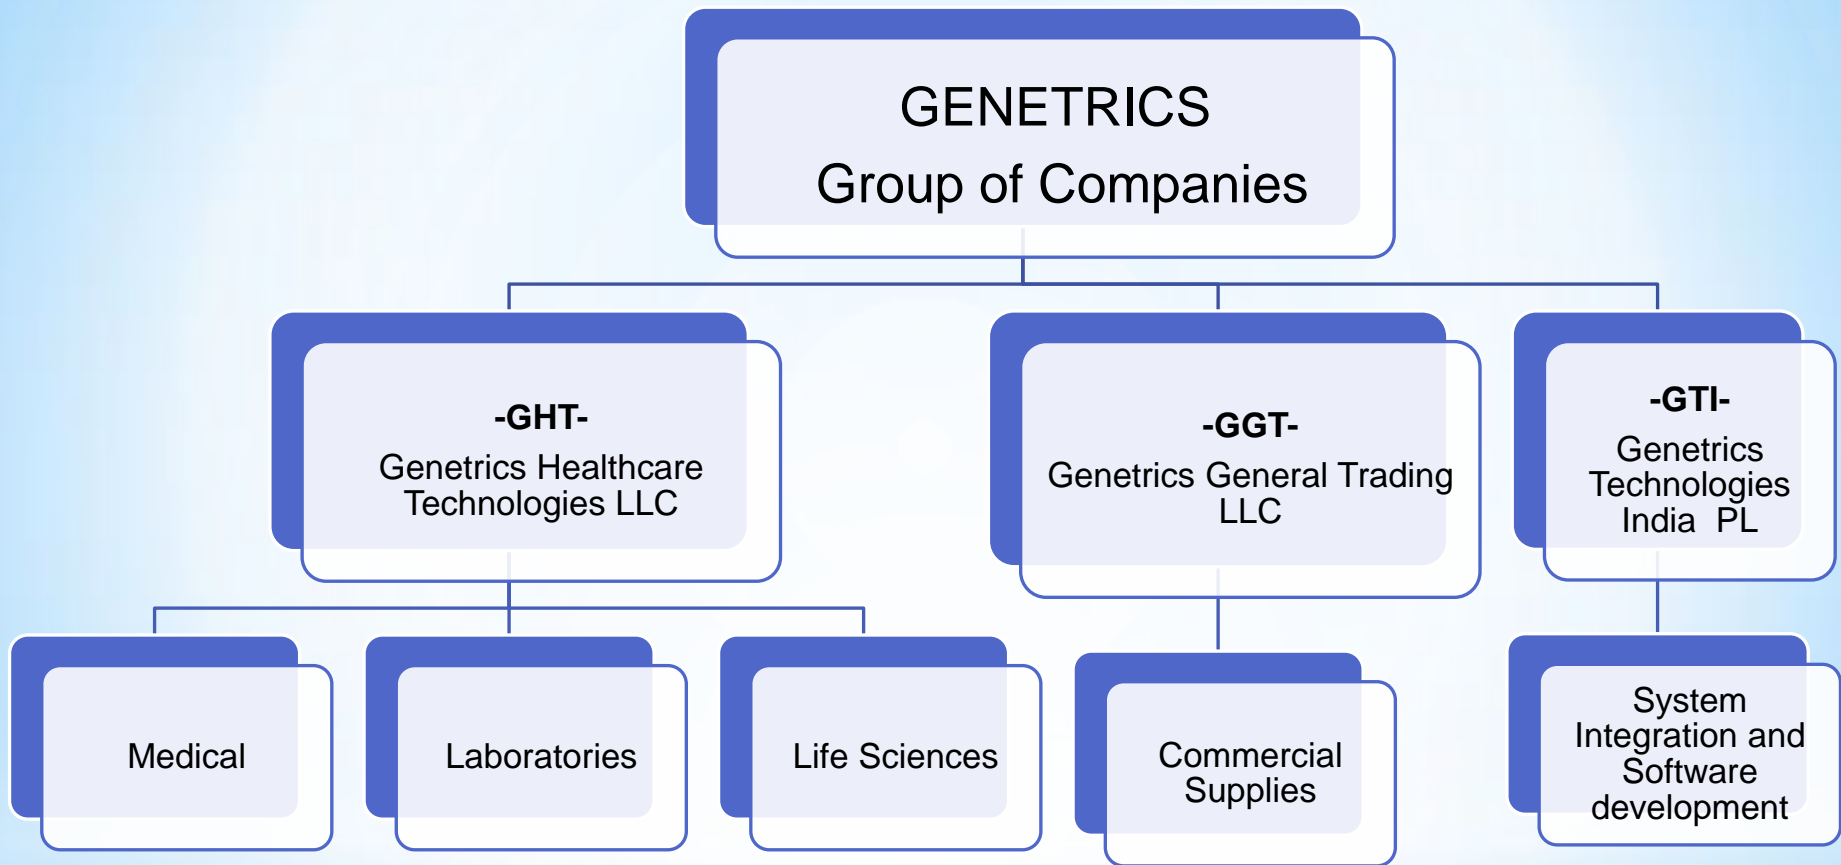 GENETRICS
Group of Companies
-GHT-
Genetrics Healthcare
Technologies LLC
-GGT-
Genetrics General Trading
LLC
-GTI-
Genetrics
Technologies
India  PL
Medical
Laboratories
Life Sciences
Commercial
Supplies
System
Integration and
Software
development